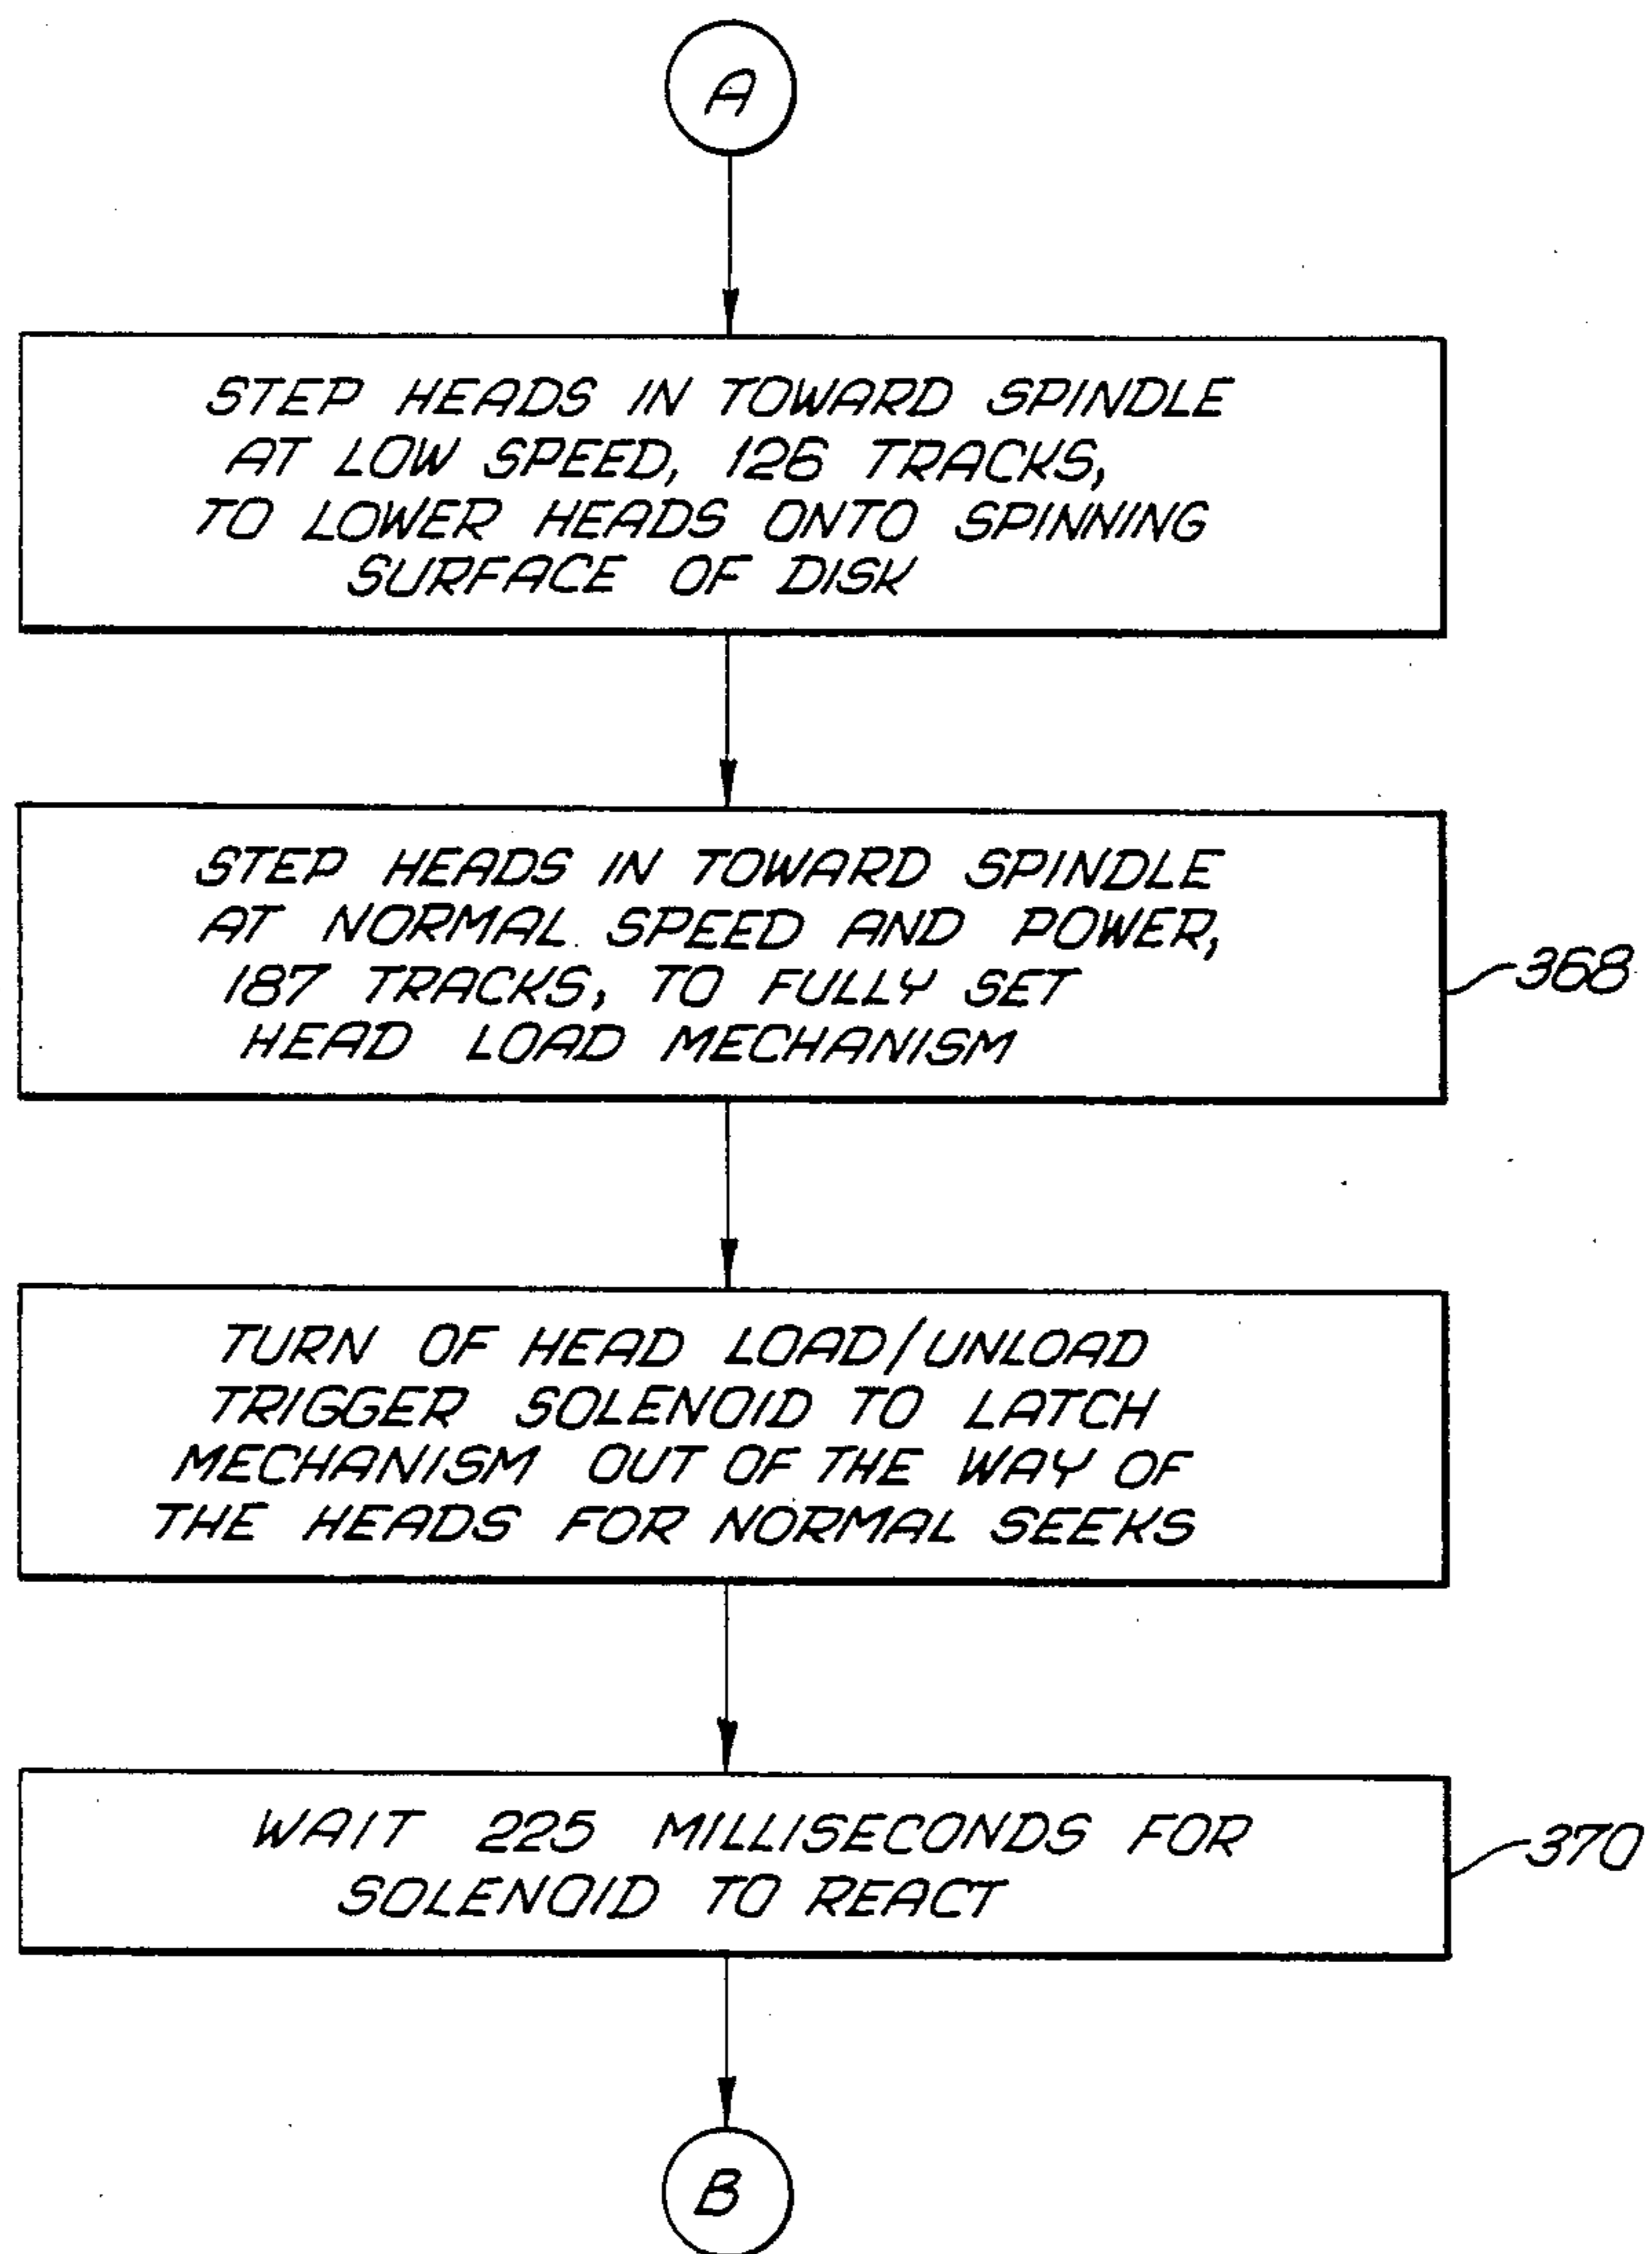 A
STEP HEADS IN TOWARD SPINDLE
AT LOW SPEED, 126 TRACKS,
TO LOWER HEADS ONTO SPINNING
SURFACE OF DISK
STEP HEADS IN TOWARD SPINDLE
AT NORMAL SPEED AND POWER,
187 TRACKS, TO FULLY SET
HEAD LOAD MECHANISM
368
TURN OF HEAD LOAD/UNLOAD
TRIGGER SOLENOID TO LATCH
MECHANISM OUT OF THE WAY OF
THE HEADS FOR NORMAL SEEKS
WAIT 225 MILLISECONDS FOR
SOLENOID TO REACT
370
B